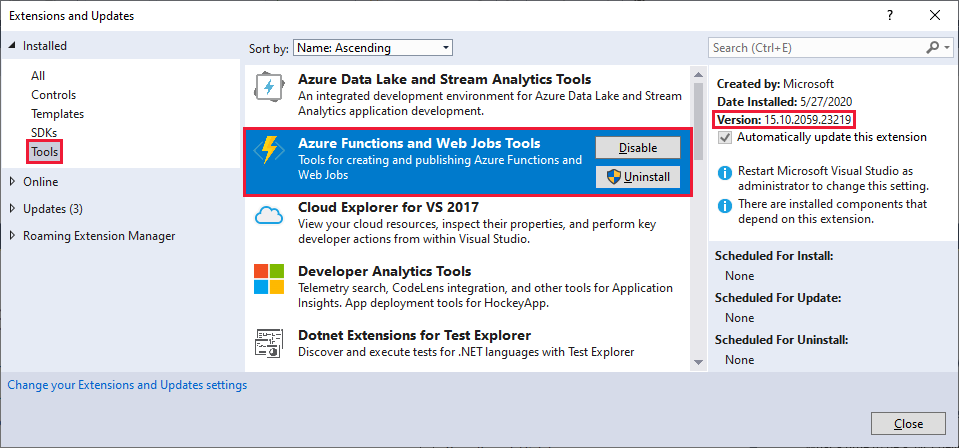 Extensions and Updates
? 
Installed
All
Controls
Templates
SDKs
Tools
Online
Updates (3)
Roaming Extension Manager
Sort by: Name: Ascending
Azure Data Lake and Stream Analytics Tools
An integrated development environment for Azure Data Lake and Stream
Analytics application development.
Azure Functions and Web Jobs Tools
Tools for creating and publishing Azure Functions and
Web Jobs
Disable
Uninstall
Cloud Explorer for VS 2017
View your cloud resources, inspect their properties, and perform key
developer actions from within Visual Studio.
Developer Analytics Tools
Telemetry search, CodeLens integration, and other tools for Application
Insights. App deployment tools for HockeyApp.
Dotnet Extensions for Test Explorer
Discover and execute tests for .NET languages with Test Explorer
Search (Ctrl+E)
Created by: Microsoft
Date Installed: 5/27/2020
Version: 15.10.2059.23219
Automatically update this extension
Restart Microsoft Visual Studio as
administrator to change this setting.
There are installed components that
depend on this extension.
Scheduled For Install:
None
Scheduled For Update:
None
Scheduled For Uninstall:
None
Change your Extensions and Updates settings
Close